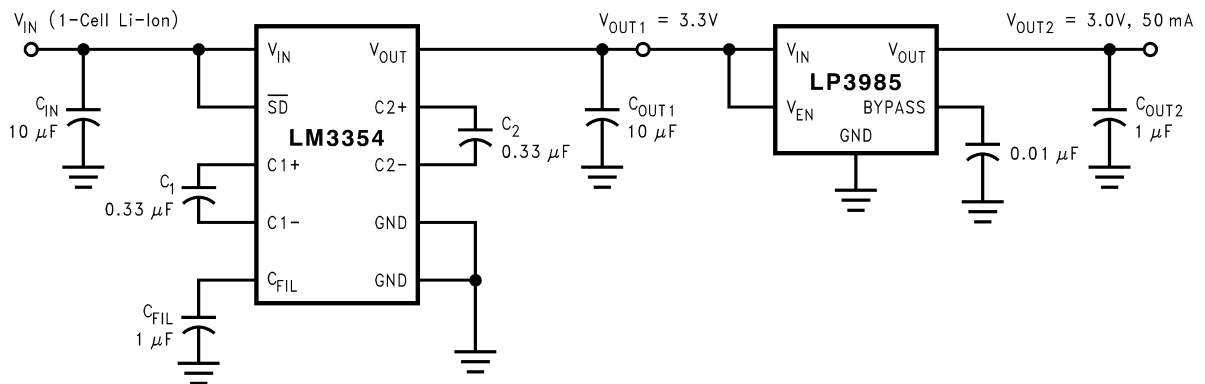 V_IN (1-Cell Li-Ion)
C_IN
10 μF
V_IN
SD
C1+
C1-
C_FIL
LM3354
V_OUT
C2+
C2-
GND
GND
C_1
0.33 μF
C_FIL
1 μF
C_2
0.33 μF
V_OUT1 = 3.3V
C_OUT1
10 μF
V_IN
V_EN
LP3985
V_OUT
BYPASS
GND
0.01 μF
V_OUT2 = 3.0V, 50 mA
C_OUT2
1 μF